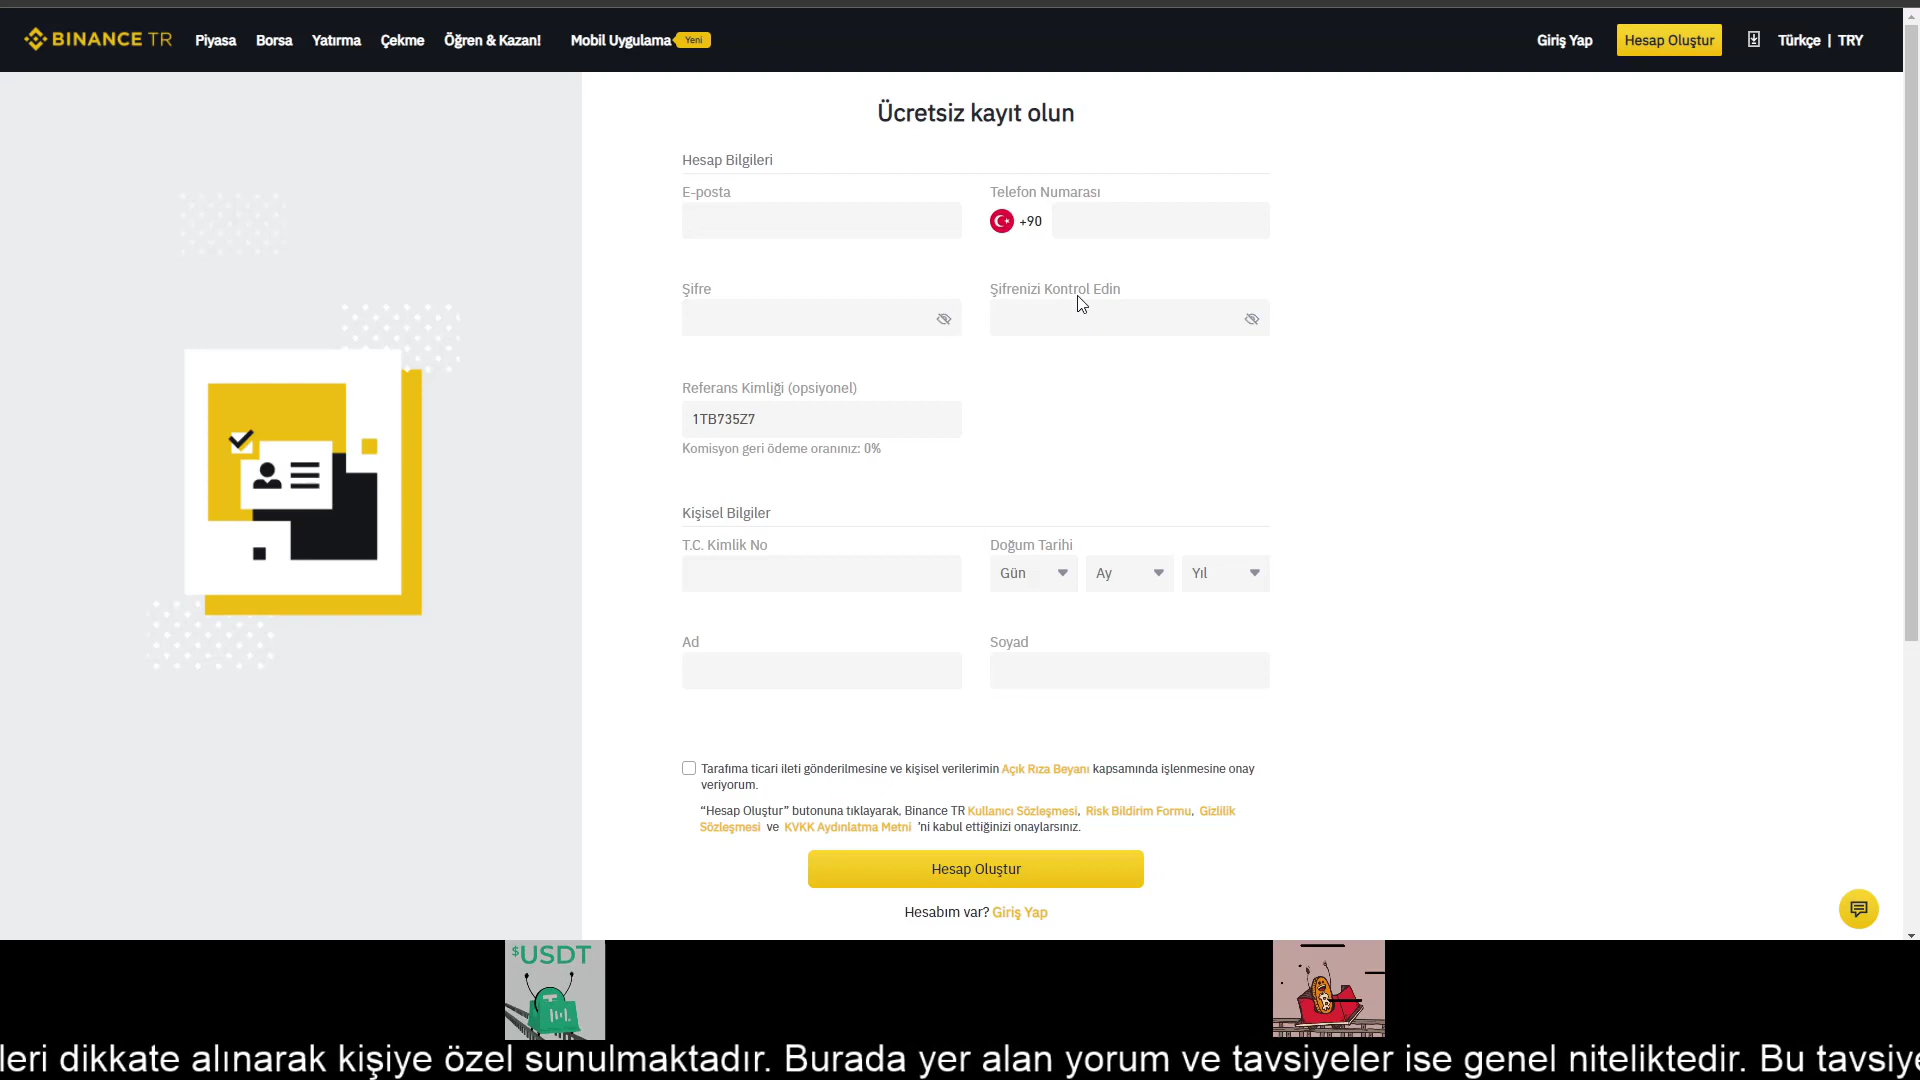 BINANCE TR Piyasa Borsa Yatırma Çekme Öğren & Kazan! Mobil Uygulama Yeni Giriş Yap Hesap Oluştur Türkçe | TRY
Ücretsiz kayıt olun
Hesap Bilgileri
E-posta Telefon Numarası
+90
Şifre Şifrenizi Kontrol Edin
Referans Kimliği (opsiyonel)
1TB735Z7
Komisyon geri ödeme oranınız: 0%
Kişisel Bilgiler
T.C. Kimlik No Doğum Tarihi
Gün Ay Yıl
Ad Soyad
Tarafıma ticari ileti gönderilmesine ve kişisel verilerimin Açık Rıza Beyanı kapsamında işlenmesine onay
veriyorum.
“Hesap Oluştur” butonuna tıklayarak, Binance TR Kullanıcı Sözleşmesi, Risk Bildirim Formu, Gizlilik
Sözleşmesi ve KVKK Aydınlatma Metni 'ni kabul ettiğinizi onaylarsınız.
Hesap Oluştur
Hesabım var? Giriş Yap
$USDT
leri dikkate alınarak kişiye özel sunulmaktadır. Burada yer alan yorum ve tavsiyeler ise genel niteliktedir. Bu tavsiye